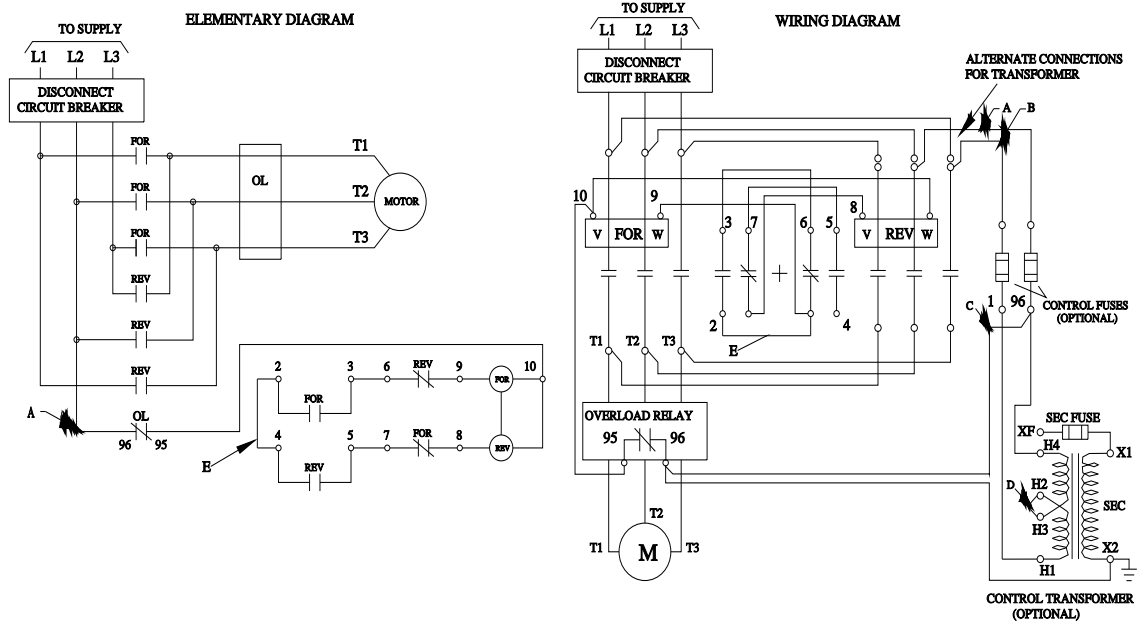 ELEMENTARY DIAGRAM
TO SUPPLY
L1 L2 L3
DISCONNECT
CIRCUIT BREAKER
FOR
T1
FOR
OL
T2
MOTOR
FOR
T3
REV
REV
REV
A
OL
96 95
2 3 6 REV 9 FOR 10
FOR
4 5 7 FOR 8 REV
E
REV
WIRING DIAGRAM
TO SUPPLY
L1 L2 L3
DISCONNECT
CIRCUIT BREAKER
ALTERNATE CONNECTIONS
FOR TRANSFORMER
A B
10 9 3 7 6 5 8
V FOR W
V REV W
C 1 96
CONTROL FUSES
(OPTIONAL)
2 4
E
T1 T2 T3
OVERLOAD RELAY
95 96
SEC FUSE
XF
H4 X1
D H2
SEC
H3
X2
H1
T2
T1 M T3
CONTROL TRANSFORMER
(OPTIONAL)